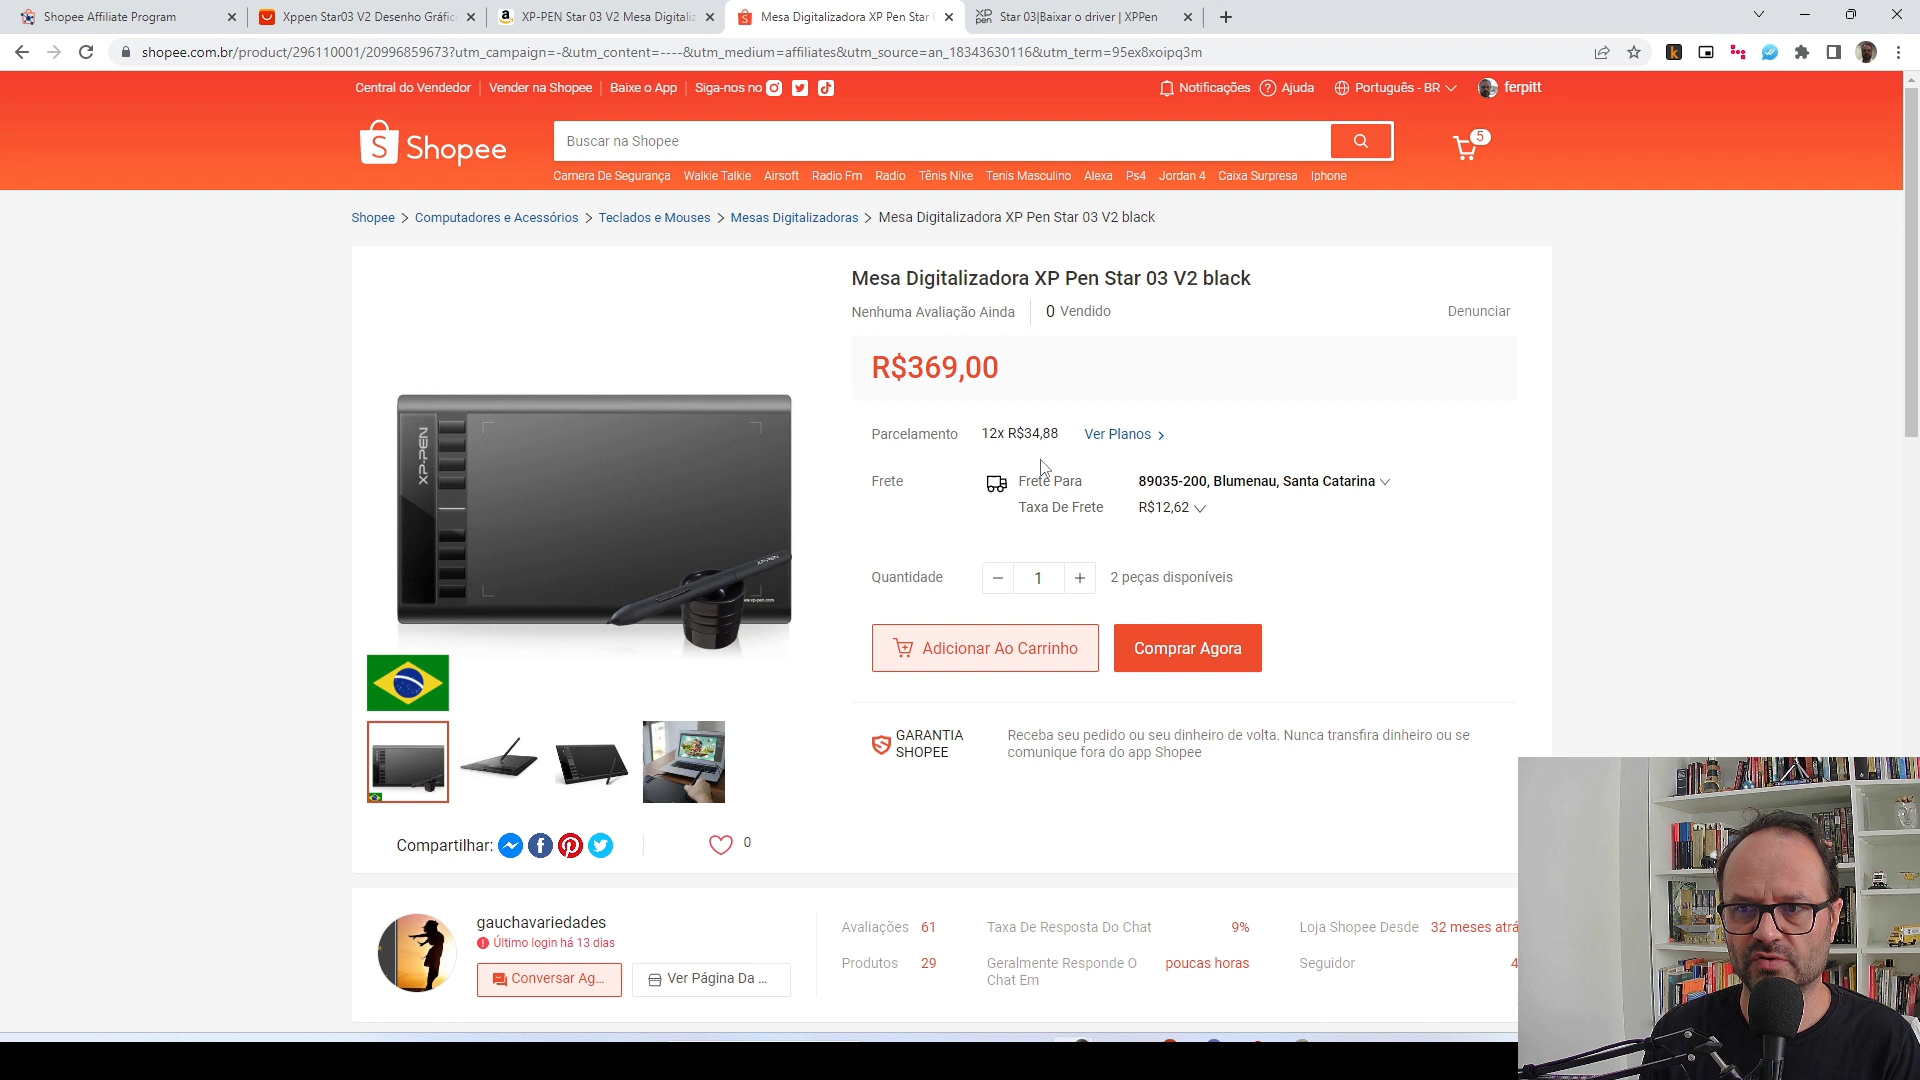 Shopee Affiliate Program
Xppen Star03 V2 Desenho Gráfic
XP-PEN Star 03 V2 Mesa Digitaliz
Mesa Digitalizadora XP Pen Star
Star 03|Baixar o driver | XPPen
shopee.com.br/product/296110001/20996859673?utm_campaign=-&utm_content=----&utm_medium=affiliates&utm_source=an_18343630116&utm_term=95ex8xoipq3m
Central do Vendedor
Vender na Shopee
Baixe o App
Siga-nos no
Notificações
Ajuda
Português - BR
ferpitt
Shopee
Buscar na Shopee
5
Camera De Segurança Walkie Talkie Airsoft Radio Fm Radio Tênis Nike Tenis Masculino Alexa Ps4 Jordan 4 Caixa Surpresa Iphone
Shopee > Computadores e Acessórios > Teclados e Mouses > Mesas Digitalizadoras > Mesa Digitalizadora XP Pen Star 03 V2 black
Mesa Digitalizadora XP Pen Star 03 V2 black
Nenhuma Avaliação Ainda
0 Vendido
Denunciar
R$369,00
XP-PEN
Parcelamento
12x R$34,88
Ver Planos >
Frete
Frete Para
89035-200, Blumenau, Santa Catarina
Taxa De Frete
R$12,62
Quantidade
− 1 +
2 peças disponíveis
Adicionar Ao Carrinho
Comprar Agora
GARANTIA SHOPEE
Receba seu pedido ou seu dinheiro de volta. Nunca transfira dinheiro ou se
comunique fora do app Shopee
Compartilhar:
0
gauchavariedades
Último login há 13 dias
Conversar Ag...
Ver Página Da ...
Avaliações 61
Taxa De Resposta Do Chat 9%
Loja Shopee Desde 32 meses atrá
Produtos 29
Geralmente Responde O
Chat Em
poucas horas
Seguidor 4